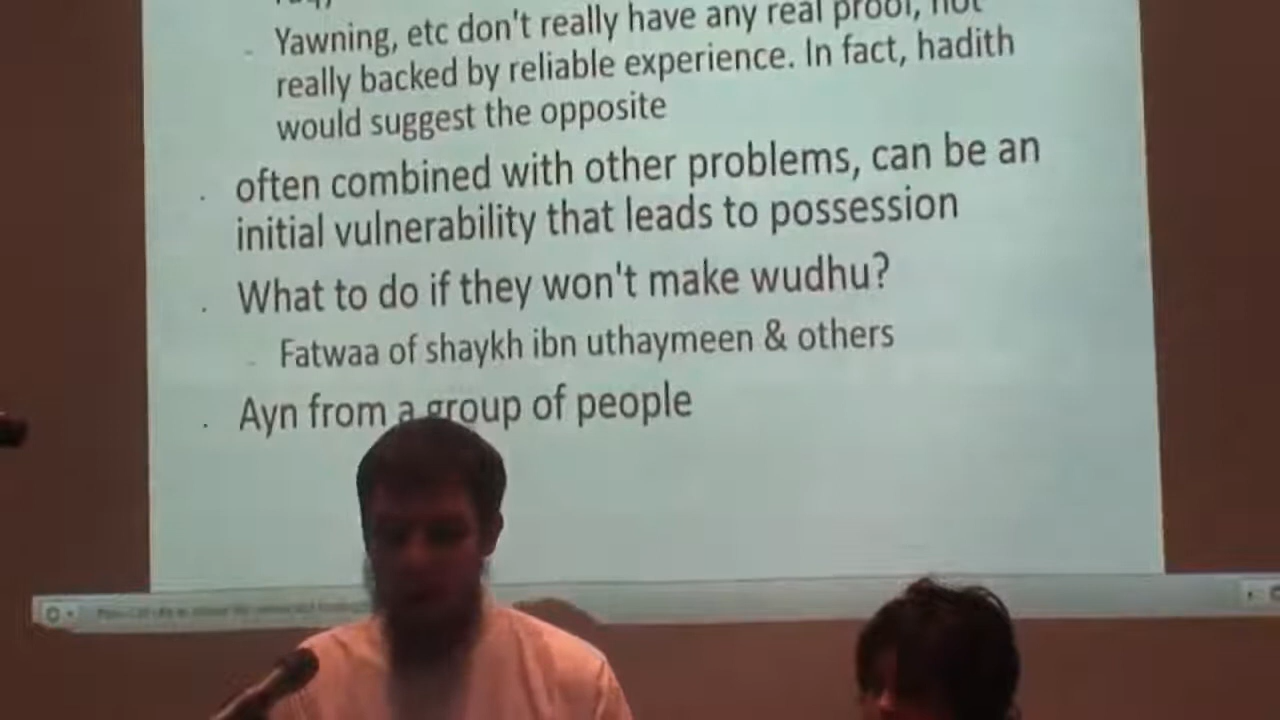 Yawning, etc don't really have any real proof, not
really backed by reliable experience. In fact, hadith
would suggest the opposite
often combined with other problems, can be an
initial vulnerability that leads to possession
What to do if they won't make wudhu?
Fatwaa of shaykh ibn uthaymeen & others
Ayn from a group of people